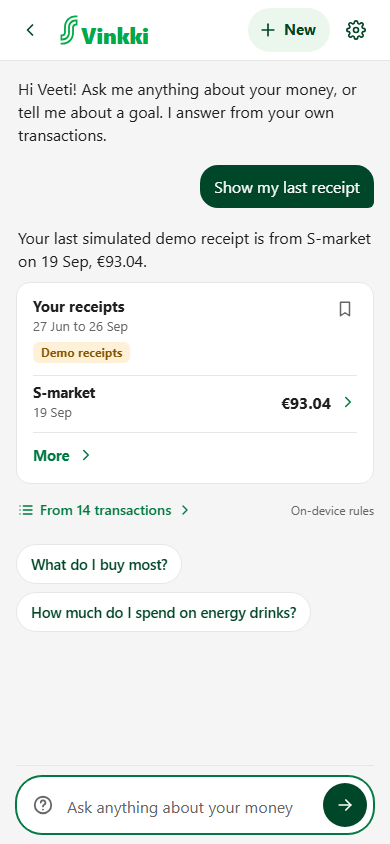 Vinkki
New
Hi Veeti! Ask me anything about your money, or
tell me about a goal. I answer from your own
transactions.
Show my last receipt
Your last simulated demo receipt is from S-market
on 19 Sep, €93.04.
Your receipts
27 Jun to 26 Sep
Demo receipts
S-market
19 Sep
€93.04
More
From 14 transactions
On-device rules
What do I buy most?
How much do I spend on energy drinks?
Ask anything about your money